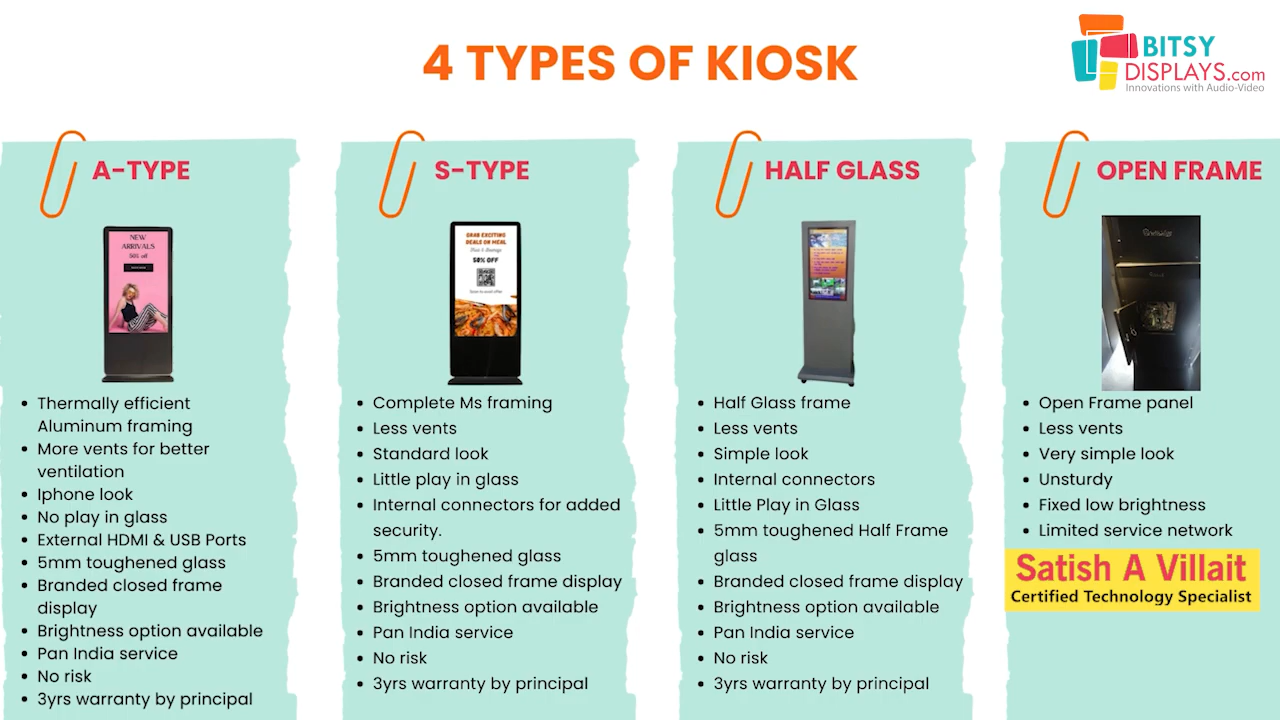 4 TYPES OF KIOSK
BITSY
DISPLAYS.com
Innovations with Audio-Video
A-TYPE
NEW
ARRIVALS
50% off
Thermally efficient
Aluminum framing
More vents for better
ventilation
Iphone look
No play in glass
External HDMI & USB Ports
5mm toughened glass
Branded closed frame
display
Brightness option available
Pan India service
No risk
3yrs warranty by principal
S-TYPE
GRAB EXCITING
DEALS ON MEAL
50% OFF
Complete Ms framing
Less vents
Standard look
Little play in glass
Internal connectors for added
security.
5mm toughened glass
Branded closed frame display
Brightness option available
Pan India service
No risk
3yrs warranty by principal
HALF GLASS
Half Glass frame
Less vents
Simple look
Internal connectors
Little Play in Glass
5mm toughened Half Frame
glass
Branded closed frame display
Brightness option available
Pan India service
No risk
3yrs warranty by principal
OPEN FRAME
Open Frame panel
Less vents
Very simple look
Unsturdy
Fixed low brightness
Limited service network
Satish A Villait
Certified Technology Specialist